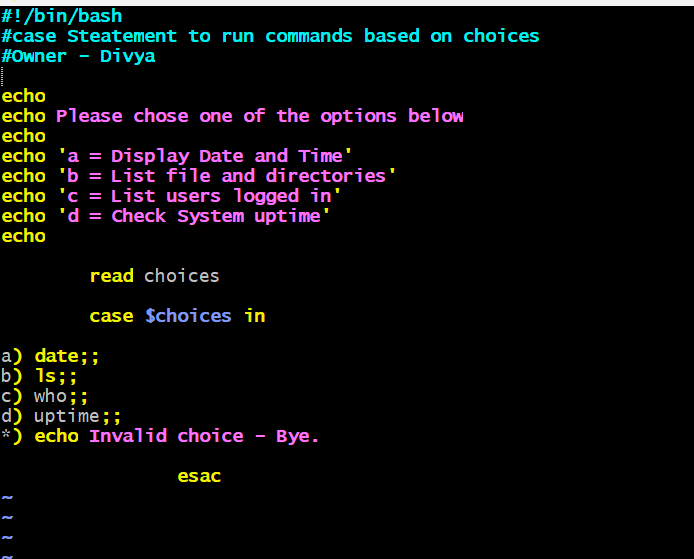 #!/bin/bash
#case Steatement to run commands based on choices
#Owner - Divya
echo
echo Please chose one of the options below
echo
echo 'a = Display Date and Time'
echo 'b = List file and directories'
echo 'c = List users logged in'
echo 'd = Check System uptime'
echo
read choices
case $choices in
a) date;;
b) ls;;
c) who;;
d) uptime;;
*) echo Invalid choice - Bye.
esac
~
~
~
~